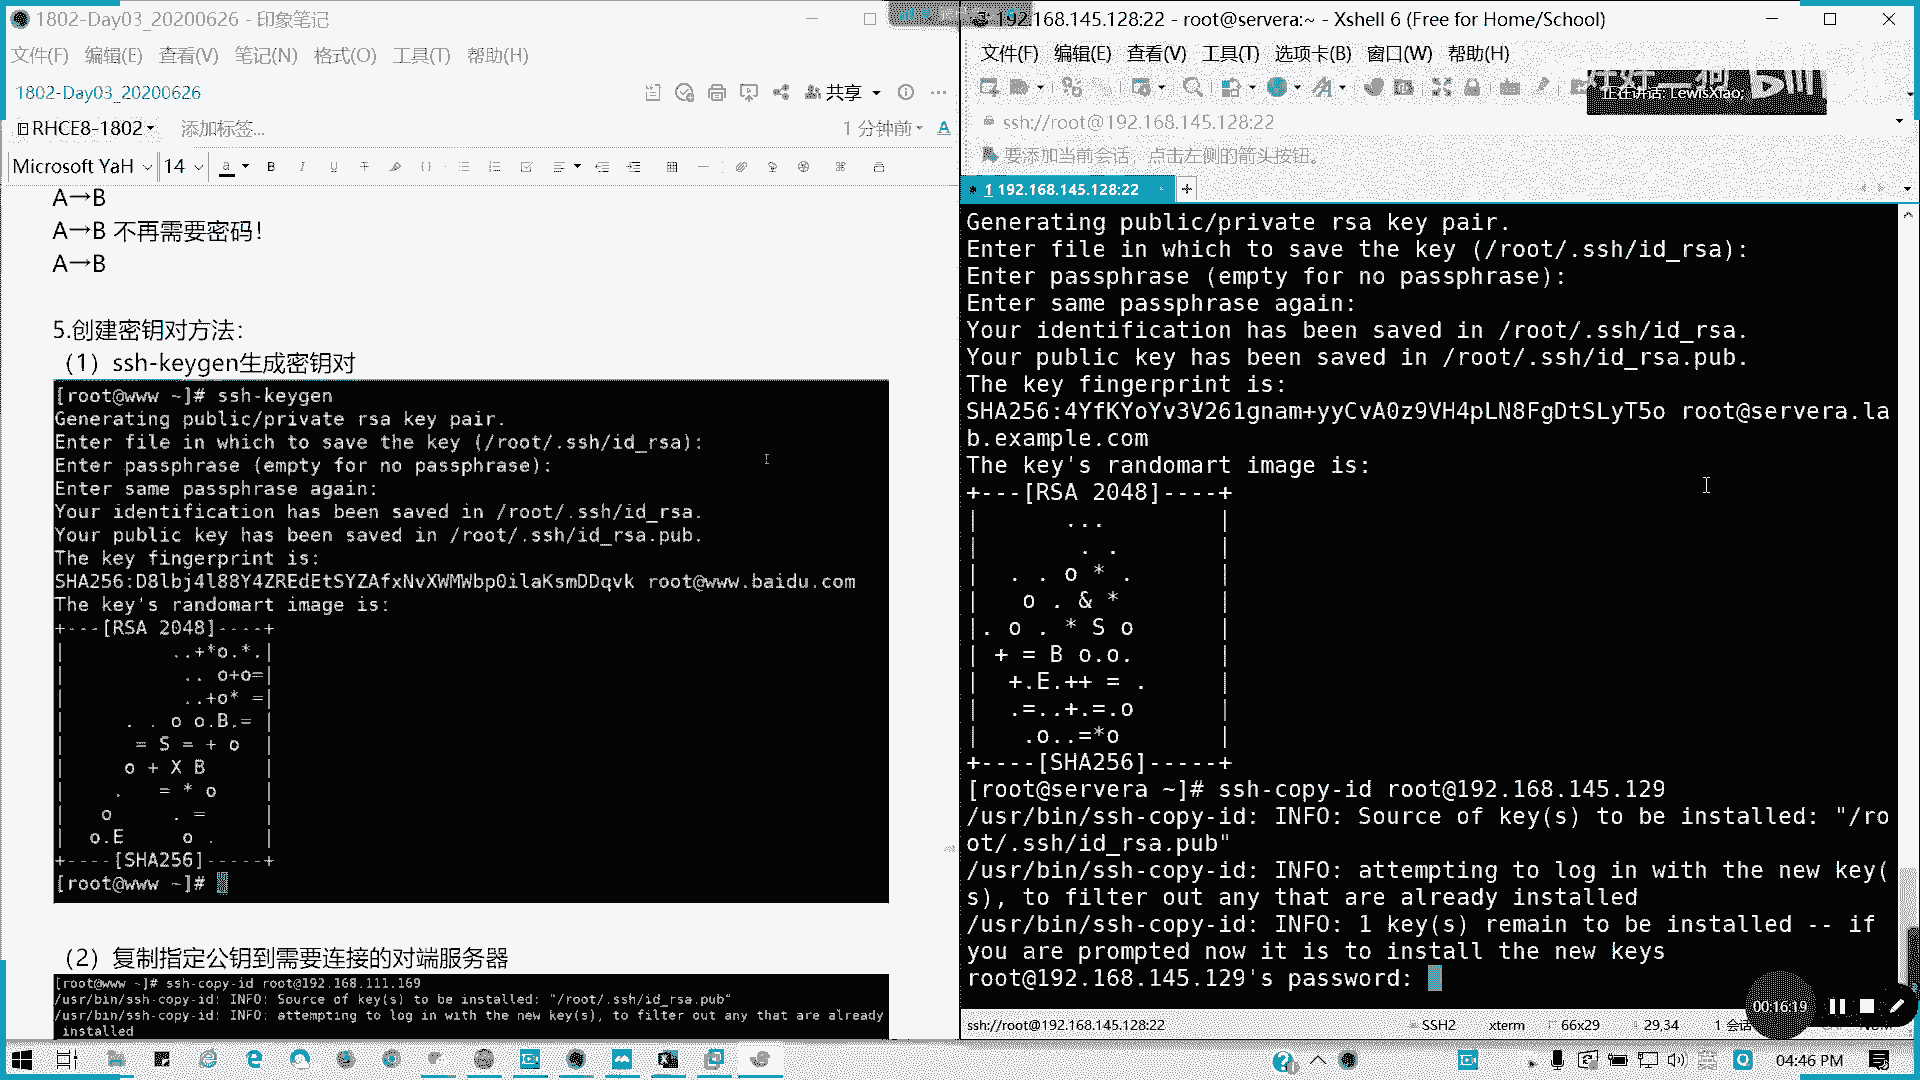 1802-Day03_20200626 - 印象笔记
文件(F) 编辑(E) 查看(V) 笔记(N) 格式(O) 工具(T) 帮助(H)
1802-Day03_20200626
共享
RHCE8-1802
添加标签...
1 分钟前
Microsoft YaH 14
A→B
A→B 不再需要密码！
A→B
5.创建密钥对方法：
（1）ssh-keygen生成密钥对
[root@www ~]# ssh-keygen
Generating public/private rsa key pair.
Enter file in which to save the key (/root/.ssh/id_rsa):
Enter passphrase (empty for no passphrase):
Enter same passphrase again:
Your identification has been saved in /root/.ssh/id_rsa.
Your public key has been saved in /root/.ssh/id_rsa.pub.
The key fingerprint is:
SHA256:D8lbj4l88Y4ZREdEtSYZAfxNvXWMWbp0ilaKsmDDqvk root@www.baidu.com
The key's randomart image is:
+---[RSA 2048]----+
|        ..+*o.*.|
|         .. o+o=|
|          ..+o* =|
|     . . o o.B.= |
|      = S = + o  |
|     o + X B     |
|    .   = * o    |
|   o      . =    |
|  o.E     o .    |
+----[SHA256]-----+
[root@www ~]#
（2）复制指定公钥到需要连接的对端服务器
[root@www ~]# ssh-copy-id root@192.168.111.169
/usr/bin/ssh-copy-id: INFO: Source of key(s) to be installed: "/root/.ssh/id_rsa.pub"
/usr/bin/ssh-copy-id: INFO: attempting to log in with the new key(s), to filter out any that are already
installed
192.168.145.128:22 - root@servera:~ - Xshell 6 (Free for Home/School)
文件(F) 编辑(E) 查看(V) 工具(T) 选项卡(B) 窗口(W) 帮助(H)
正在讲话: LewisXiao;
ssh://root@192.168.145.128:22
要添加当前会话，点击左侧的箭头按钮。
1 192.168.145.128:22
Generating public/private rsa key pair.
Enter file in which to save the key (/root/.ssh/id_rsa):
Enter passphrase (empty for no passphrase):
Enter same passphrase again:
Your identification has been saved in /root/.ssh/id_rsa.
Your public key has been saved in /root/.ssh/id_rsa.pub.
The key fingerprint is:
SHA256:4YfKYoYv3V261gnam+yyCvA0z9VH4pLN8FgDtSLyT5o root@servera.la
b.example.com
The key's randomart image is:
+---[RSA 2048]----+
|      ...        |
|       . .       |
|  . . o * .      |
|   o . & *       |
|. o . * S o      |
| + = B o.o.      |
|  +.E.++ = .     |
|  .=..+.=.o      |
|   .o..=*o       |
+----[SHA256]-----+
[root@servera ~]# ssh-copy-id root@192.168.145.129
/usr/bin/ssh-copy-id: INFO: Source of key(s) to be installed: "/ro
ot/.ssh/id_rsa.pub"
/usr/bin/ssh-copy-id: INFO: attempting to log in with the new key(
s), to filter out any that are already installed
/usr/bin/ssh-copy-id: INFO: 1 key(s) remain to be installed -- if
you are prompted now it is to install the new keys
root@192.168.145.129's password:
00:16:19
ssh://root@192.168.145.128:22 SSH2 xterm 66x29 29,34 1 会话
04:46 PM